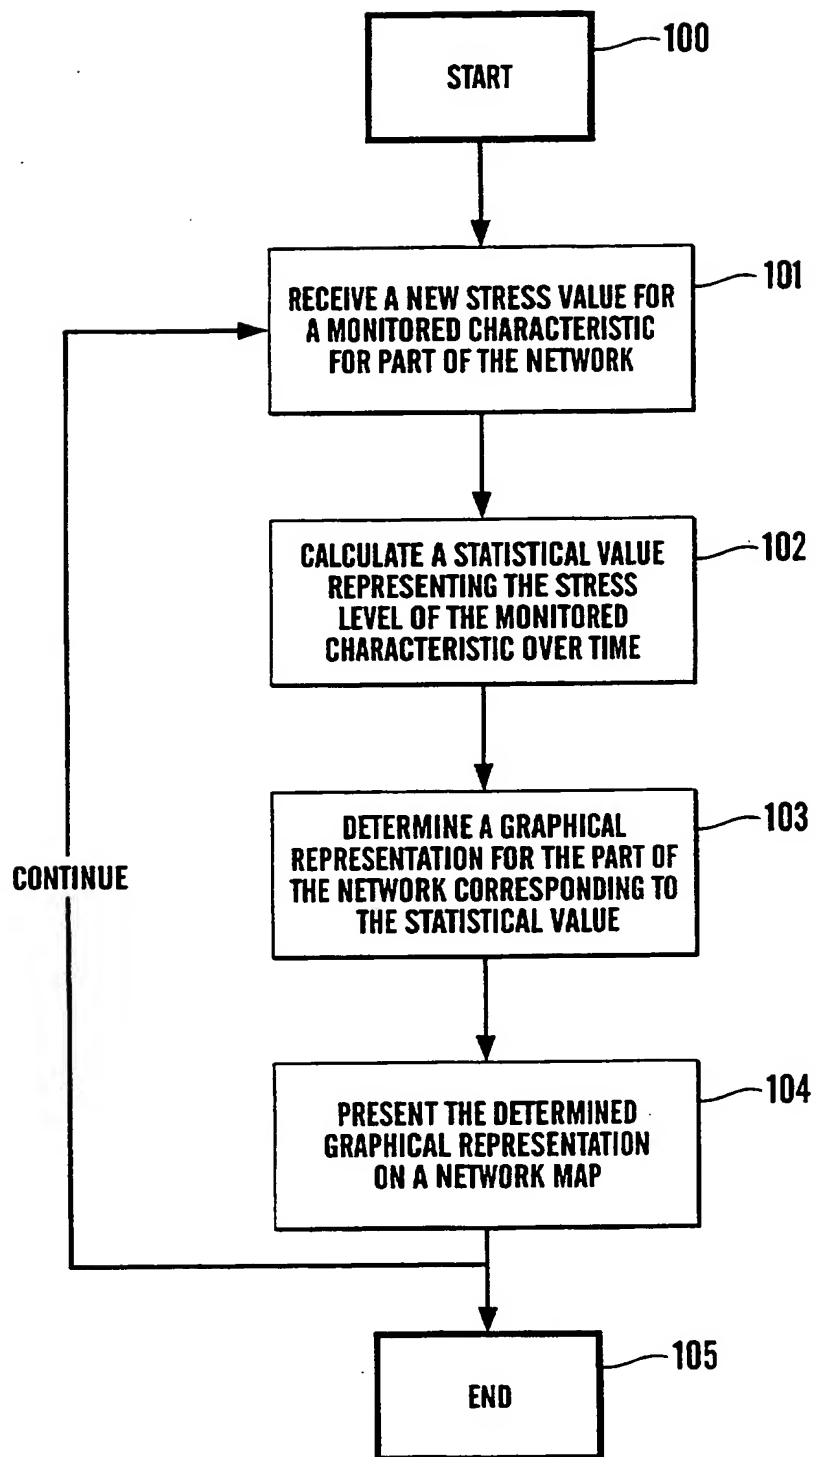 START
100
RECEIVE A NEW STRESS VALUE FOR
A MONITORED CHARACTERISTIC
FOR PART OF THE NETWORK
101
CALCULATE A STATISTICAL VALUE
REPRESENTING THE STRESS
LEVEL OF THE MONITORED
CHARACTERISTIC OVER TIME
102
DETERMINE A GRAPHICAL
REPRESENTATION FOR THE PART OF
THE NETWORK CORRESPONDING TO
THE STATISTICAL VALUE
103
CONTINUE
PRESENT THE DETERMINED
GRAPHICAL REPRESENTATION
ON A NETWORK MAP
104
END
105